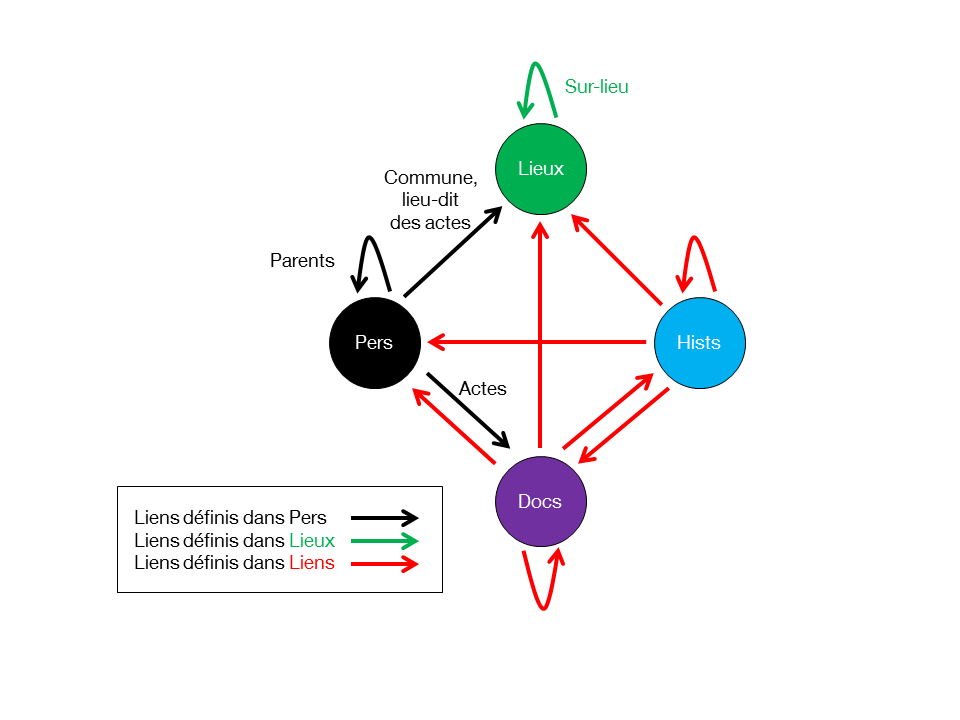 Sur-lieu
Lieux
Commune,
lieu-dit
des actes
Parents
Pers
Hists
Actes
Docs
Liens définis dans Pers
Liens définis dans Lieux
Liens définis dans Liens